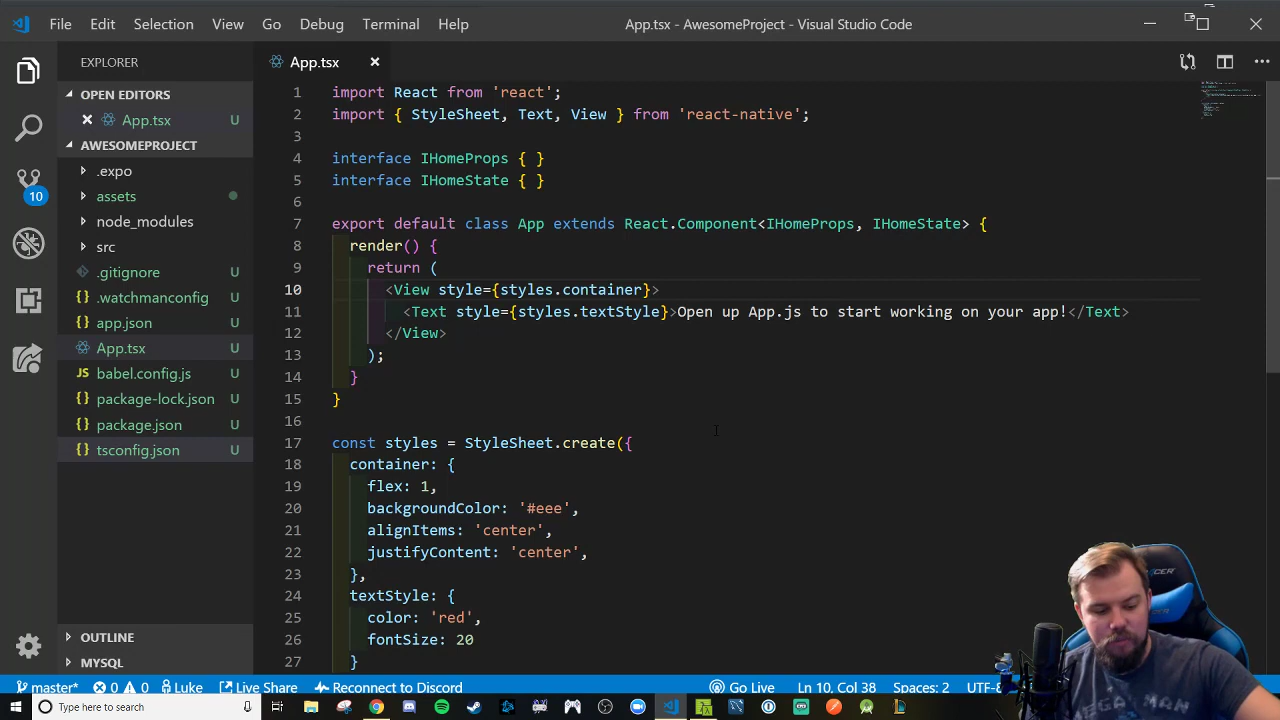 File Edit Selection View Go Debug Terminal Help App.tsx - AwesomeProject - Visual Studio Code
EXPLORER
OPEN EDITORS
App.tsx U
AWESOMEPROJECT
.expo
assets
node_modules
src
.gitignore U
.watchmanconfig U
app.json U
App.tsx U
babel.config.js U
package-lock.json U
package.json U
tsconfig.json U
OUTLINE
MYSQL
10
App.tsx
1 import React from 'react';
2 import { StyleSheet, Text, View } from 'react-native';
3
4 interface IHomeProps { }
5 interface IHomeState { }
6
7 export default class App extends React.Component<IHomeProps, IHomeState> {
8 render() {
9 return (
10 <View style={styles.container}>
11 <Text style={styles.textStyle}>Open up App.js to start working on your app!</Text>
12 </View>
13 );
14 }
15 }
16
17 const styles = StyleSheet.create({
18 container: {
19 flex: 1,
20 backgroundColor: '#eee',
21 alignItems: 'center',
22 justifyContent: 'center',
23 },
24 textStyle: {
25 color: 'red',
26 fontSize: 20
27 }
master* 0 0 Luke Live Share Reconnect to Discord Go Live Ln 10, Col 38 Spaces: 2 UTF-8
Type here to search
MEGA MAN